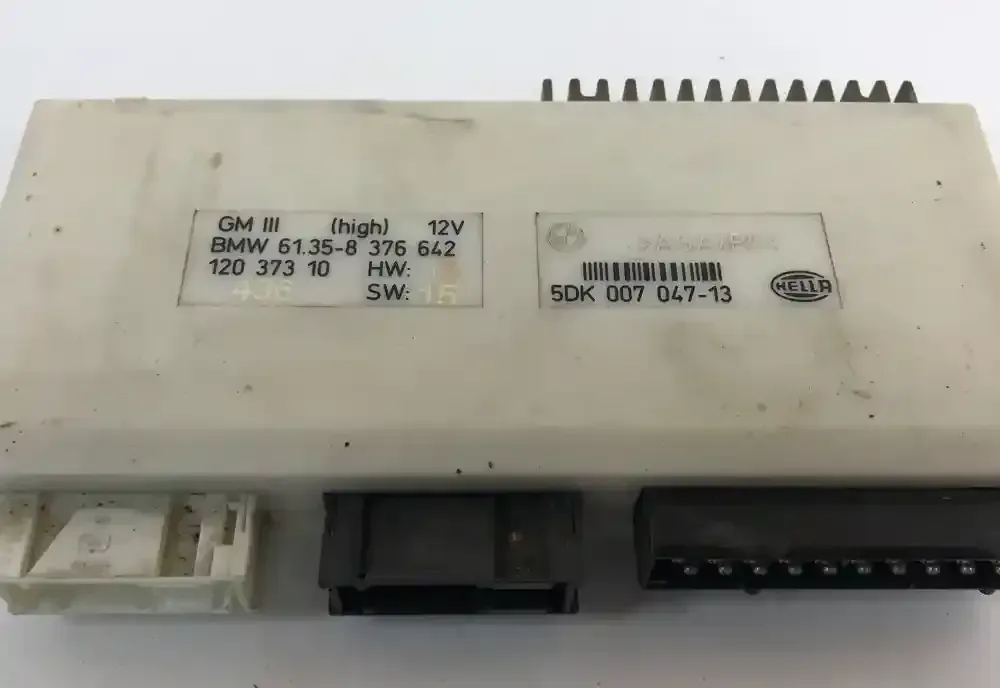 GM III (high) 12V
BMW 61.35-8 376 642
120 373 10 HW:
436 SW: 15
5DK 007 047-13
HELLA